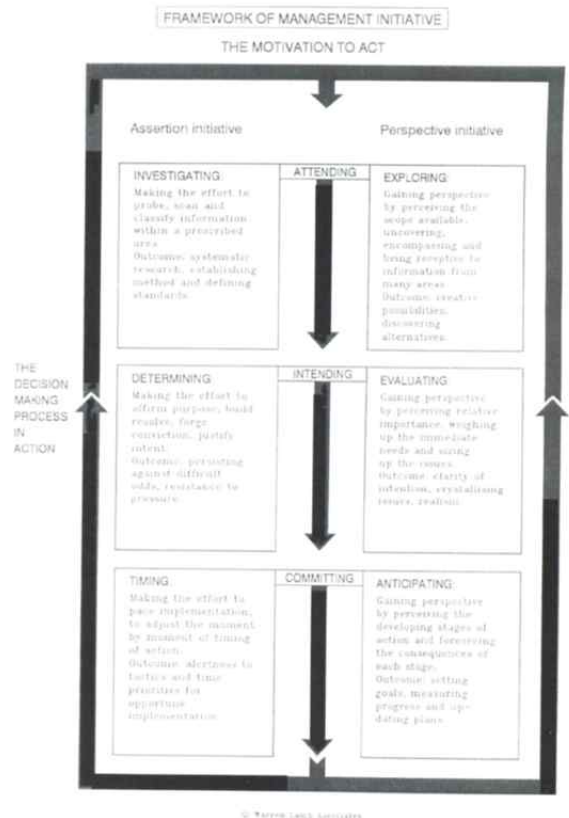 FRAMEWORK OF MANAGEMENT INITIATIVE
THE MOTIVATION TO ACT
Assertion initiative
Perspective initiative
ATTENDING
INVESTIGATING:
Making the effort to
probe, scan and
classify information
within a prescribed
area
Outcome: systematic
research, establishing
method and defining
standards.
EXPLORING:
Gaining perspective
by perceiving the
scope available,
uncovering,
encompassing and
being receptive to
information from
many areas
Outcome: creative
possibilities,
discovering
alternatives.
THE
DECISION
MAKING
PROCESS
IN
ACTION
INTENDING
DETERMINING:
Making the effort to
affirm purpose, build
resolve, forge
conviction, justify
intent.
Outcome: persisting
against difficult
odds, resistance to
pressure.
EVALUATING:
Gaining perspective
by perceiving relative
importance, weighing
up the immediate
needs and sizing
up the issues.
Outcome: clarity of
intention, crystalising
issues, realism.
COMMITTING
TIMING:
Making the effort to
pace implementation,
to adjust the moment
by moment of timing
of action.
Outcome: alertness to
tactics and time
priorities for
opportune
implementation.
ANTICIPATING:
Gaining perspective
by perceiving the
developing stages of
action and foreseeing
the consequences of
each stage.
Outcome: setting
goals, measuring
progress and up-
dating plans
© Warren Lamb Associates